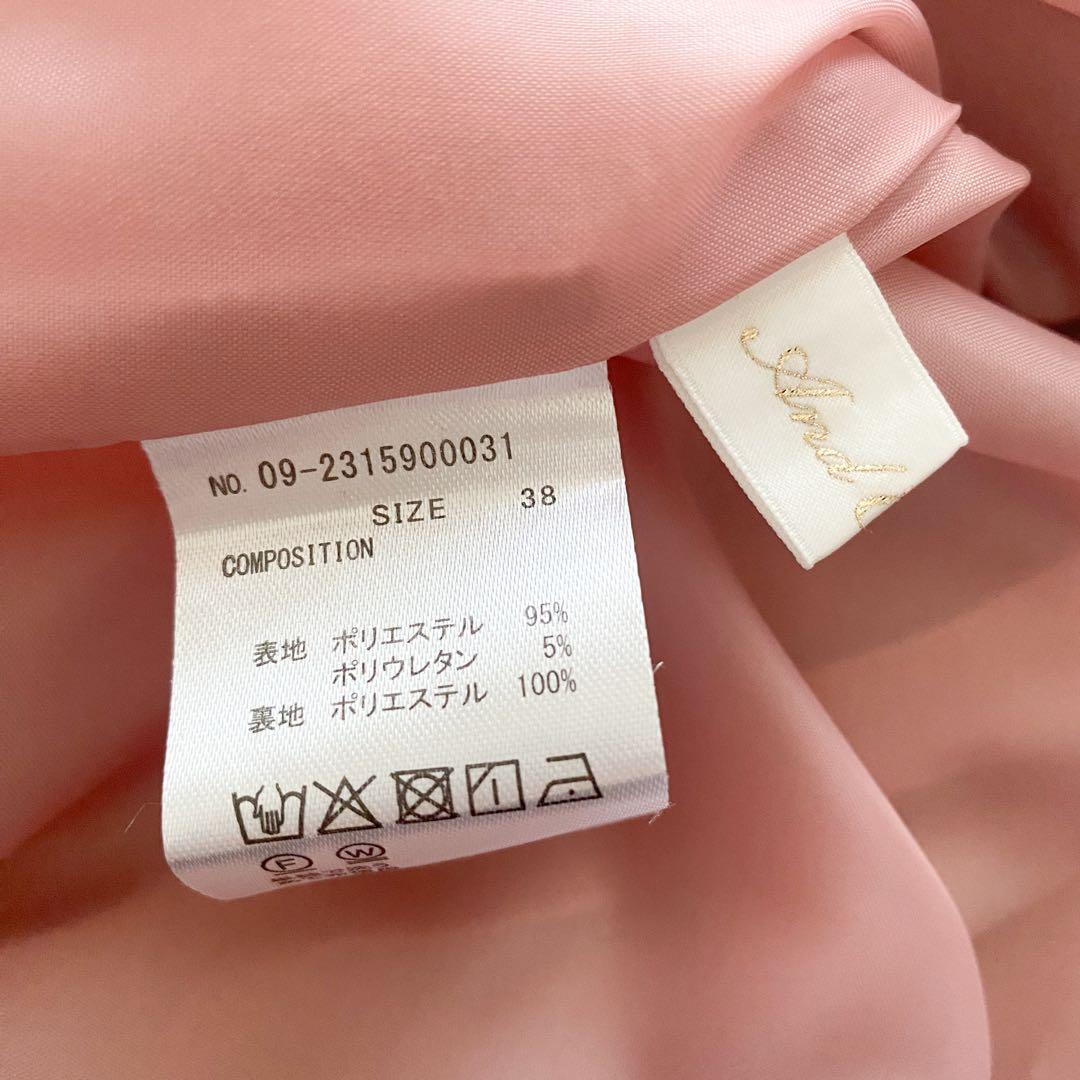 NO. 09-2315900031
SIZE 38
COMPOSITION
表地 ポリエステル 95%
ポリウレタン 5%
裏地 ポリエステル 100%
F W
And